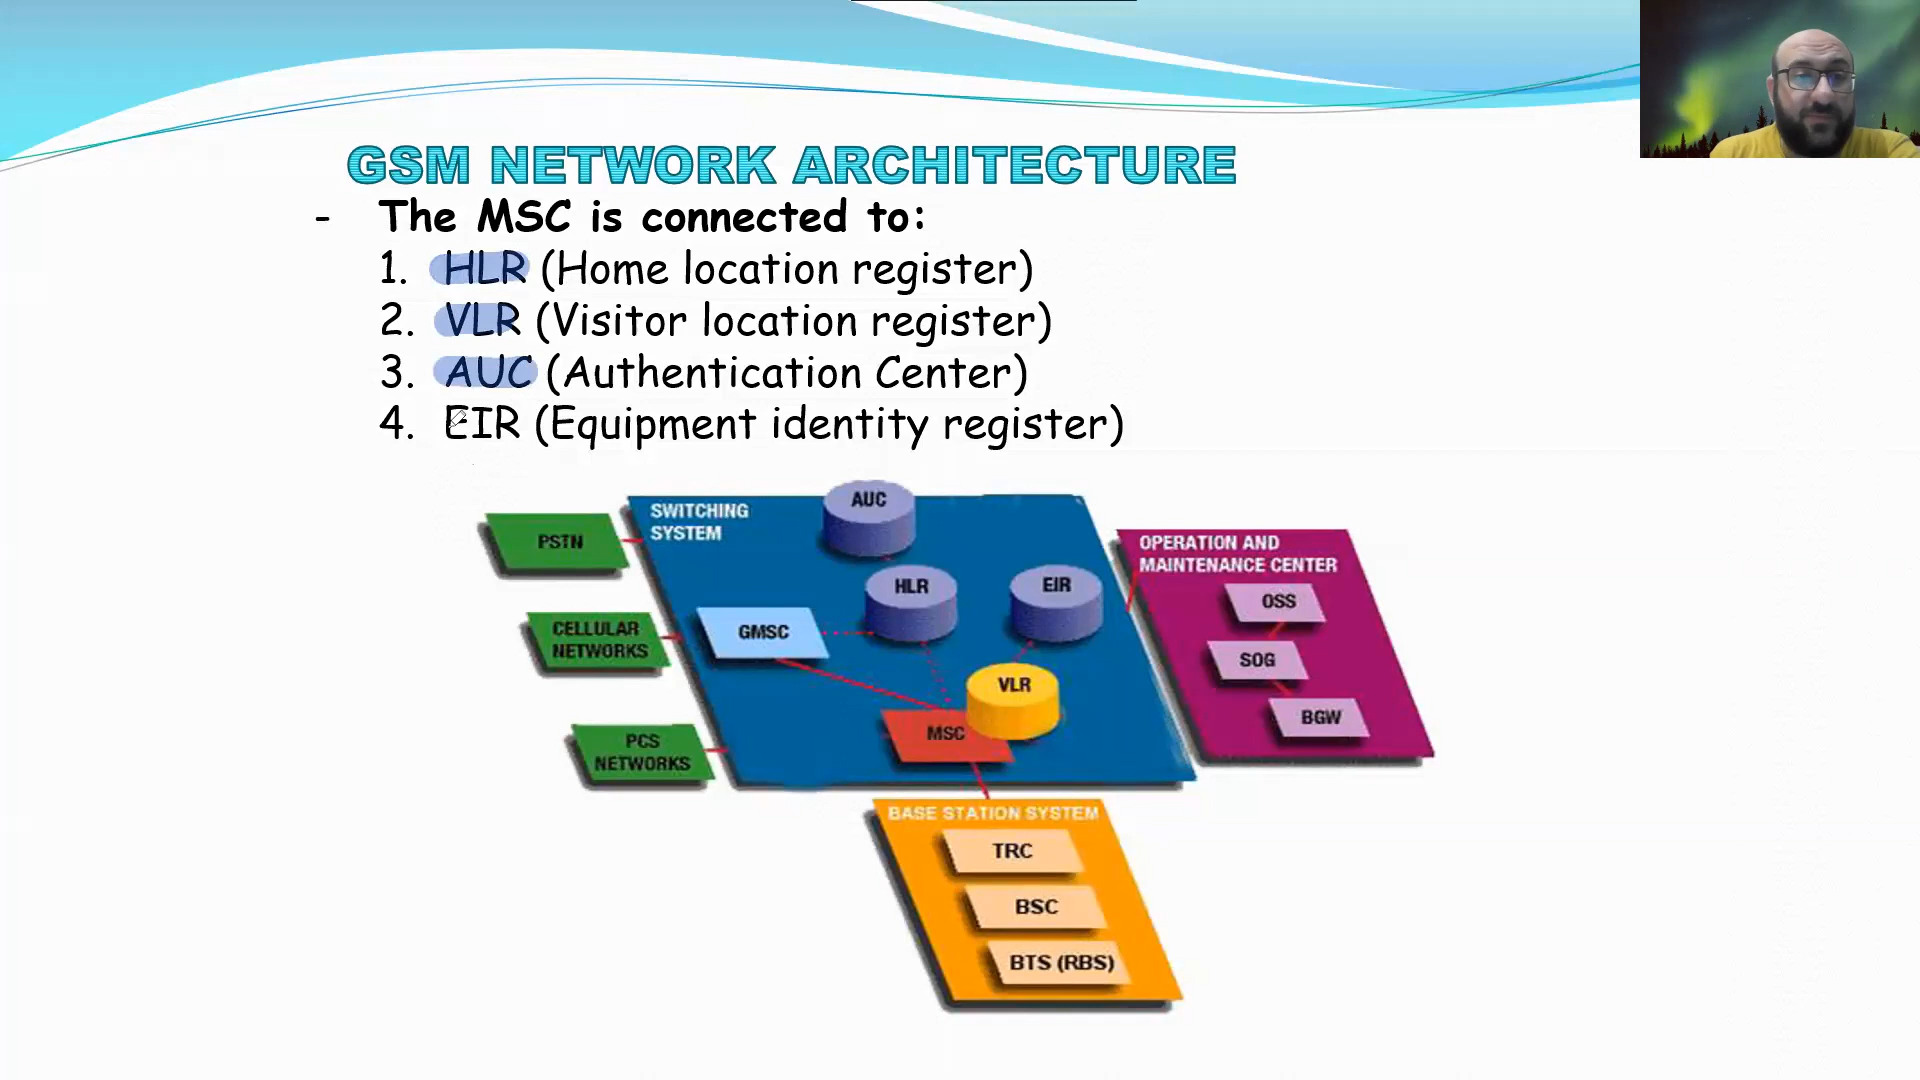 GSM NETWORK ARCHITECTURE
- The MSC is connected to:
1. HLR (Home location register)
2. VLR (Visitor location register)
3. AUC (Authentication Center)
4. EIR (Equipment identity register)
SWITCHING
SYSTEM
AUC
HLR
EIR
GMSC
VLR
MSC
PSTN
CELLULAR
NETWORKS
PCS
NETWORKS
OPERATION AND
MAINTENANCE CENTER
OSS
SOG
BGW
BASE STATION SYSTEM
TRC
BSC
BTS (RBS)